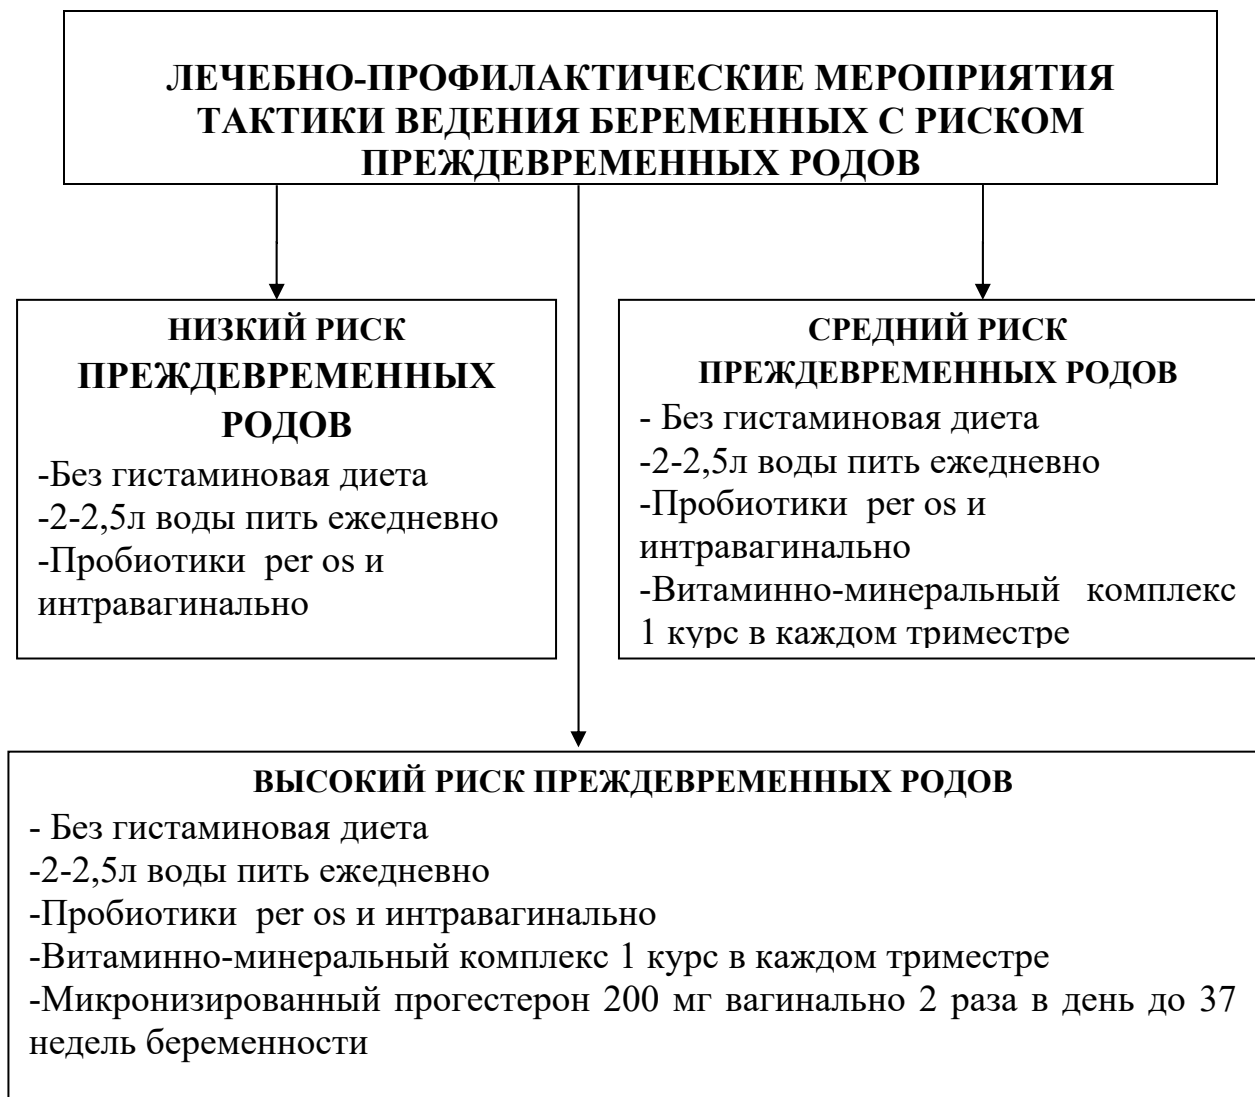 ЛЕЧЕБНО-ПРОФИЛАКТИЧЕСКИЕ МЕРОПРИЯТИЯ
ТАКТИКИ ВЕДЕНИЯ БЕРЕМЕННЫХ С РИСКОМ
ПРЕЖДЕВРЕМЕННЫХ РОДОВ
НИЗКИЙ РИСК
ПРЕЖДЕВРЕМЕННЫХ
РОДОВ
-Без гистаминовая диета
-2-2,5л воды пить ежедневно
-Пробиотики per os и
интравагинально
СРЕДНИЙ РИСК
ПРЕЖДЕВРЕМЕННЫХ РОДОВ
- Без гистаминовая диета
-2-2,5л воды пить ежедневно
-Пробиотики per os и
интравагинально
-Витаминно-минеральный комплекс
1 курс в каждом триместре
ВЫСОКИЙ РИСК ПРЕЖДЕВРЕМЕННЫХ РОДОВ
- Без гистаминовая диета
-2-2,5л воды пить ежедневно
-Пробиотики per os и интравагинально
-Витаминно-минеральный комплекс 1 курс в каждом триместре
-Микронизированный прогестерон 200 мг вагинально 2 раза в день до 37
недель беременности